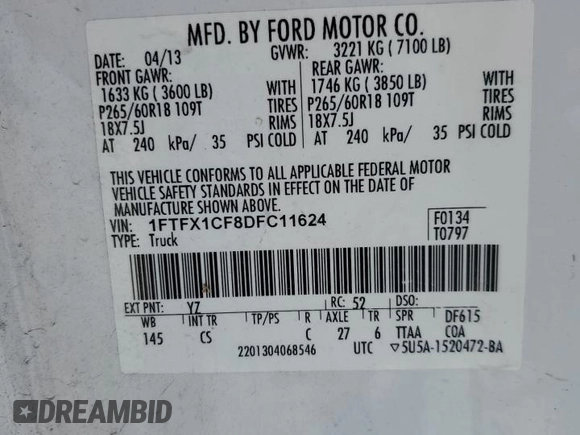 MFD. BY FORD MOTOR CO.
DATE: 04/13 GVWR: 3221 KG ( 7100 LB)
FRONT GAWR: REAR GAWR:
1633 KG ( 3600 LB) WITH 1746 KG ( 3850 LB) WITH
P265/60R18 109T TIRES P265/60R18 109T TIRES
18X7.5J RIMS 18X7.5J RIMS
AT 240 kPa/ 35 PSI COLD AT 240 kPa/ 35 PSI COLD
THIS VEHICLE CONFORMS TO ALL APPLICABLE FEDERAL MOTOR
VEHICLE SAFETY STANDARDS IN EFFECT ON THE DATE OF
MANUFACTURE SHOWN ABOVE.
VIN: 1FTFX1CF8DFC11624 F0134
TYPE: Truck T0797
EXT PNT: YZ RC: 52 DSO:
WB INT TR TP/PS R AXLE TR SPR DF615
145 CS C 27 6 TTAA COA
2201304068546 UTC ▽5U5A-1520472-BA
DREAMBID